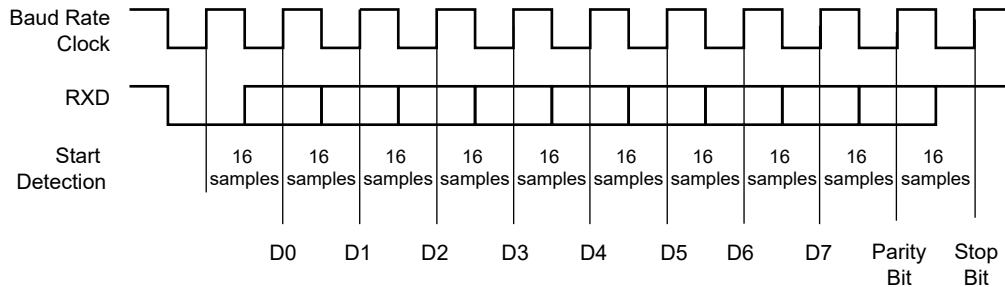 Baud Rate
Clock
RXD
Start
Detection
16 16 16 16 16 16 16 16 16 16
samples samples samples samples samples samples samples samples samples samples
D0 D1 D2 D3 D4 D5 D6 D7 Parity Stop
Bit Bit